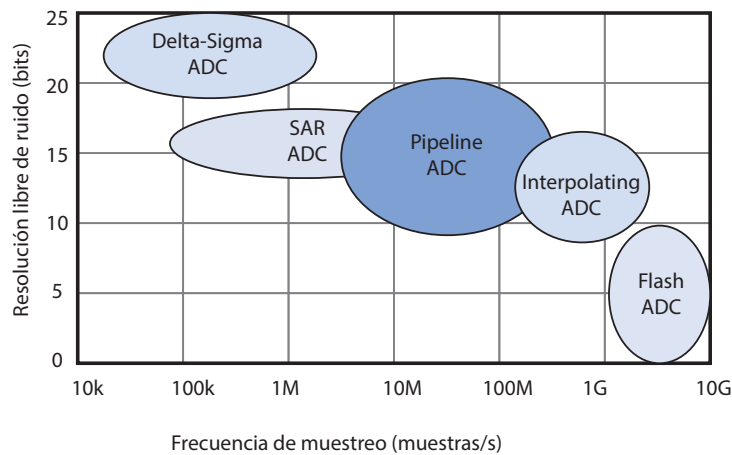 Resolución libre de ruido (bits)
25
20
15
10
5
0
Delta-Sigma
ADC
SAR
ADC
Pipeline
ADC
Interpolating
ADC
Flash
ADC
10k 100k 1M 10M 100M 1G 10G
Frecuencia de muestreo (muestras/s)